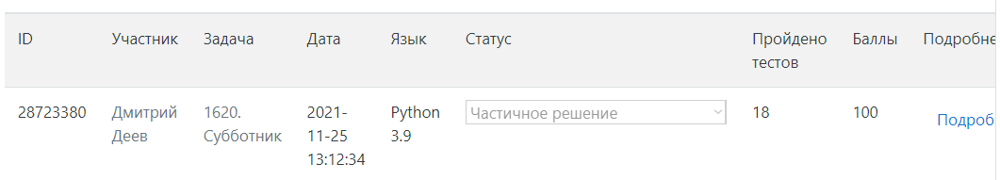 ID Участник Задача Дата Язык Статус Пройдено Баллы Подробне
тестов
28723380 Дмитрий 1620. 2021- Python Частичное решение 18 100 Подроб
Деев Субботник 11-25 3.9
13:12:34